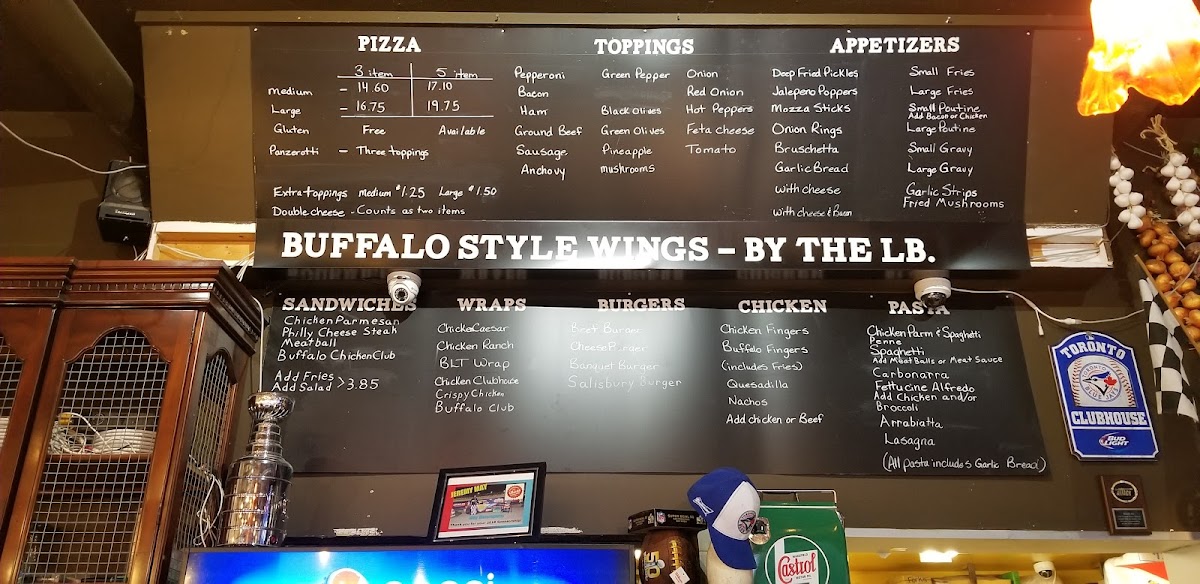 PIZZA
3 item 5 item
Medium - 14.60 17.10
Large - 16.75 19.75
Gluten Free Available
Panzerotti - Three toppings
Extra toppings Medium $1.25 Large $1.50
Double cheese - Counts as two items
TOPPINGS
Pepperoni
Bacon
Ham
Ground Beef
Sausage
Anchovy
Green Pepper
Black Olives
Green Olives
Pineapple
mushrooms
Onion
Red Onion
Hot Peppers
Feta cheese
Tomato
APPETIZERS
Deep Fried Pickles
Jalepeno Poppers
Mozza Sticks
Onion Rings
Bruschetta
Garlic Bread
with cheese
with cheese & Bacon
Small Fries
Large Fries
Small Poutine
Add Bacon or Chicken
Large Poutine
Small Gravy
Large Gravy
Garlic Strips
Fried Mushrooms
BUFFALO STYLE WINGS - BY THE LB.
SANDWICHES
Chicken Parmesan
Philly Cheese Steak
Meatball
Buffalo Chicken Club
Add Fries
Add Salad > 3.85
WRAPS
Chicken Caesar
Chicken Ranch
BLT Wrap
Chicken Clubhouse
Crispy Chicken
Buffalo Club
BURGERS
Burger
Cheese Burger
Banquet Burger
Salisbury Burger
CHICKEN
Chicken Fingers
Buffelo Fingers
(includes Fries)
Quesadilla
Nachos
Add chicken or Beef
PASTA
Chicken Parm & Spaghetti
Penne
Spaghetti
Add Meat Balls or Meat Sauce
Carbonarra
Fettucine Alfredo
Add Chicken and/or
Broccoli
Arrabiatta
Lasagna
(All pasta includes Garlic Bread)
TORONTO
TORONTO
BLUE JAYS
CLUBHOUSE
BUD
LIGHT
JEREMY MAY
50
Castrol